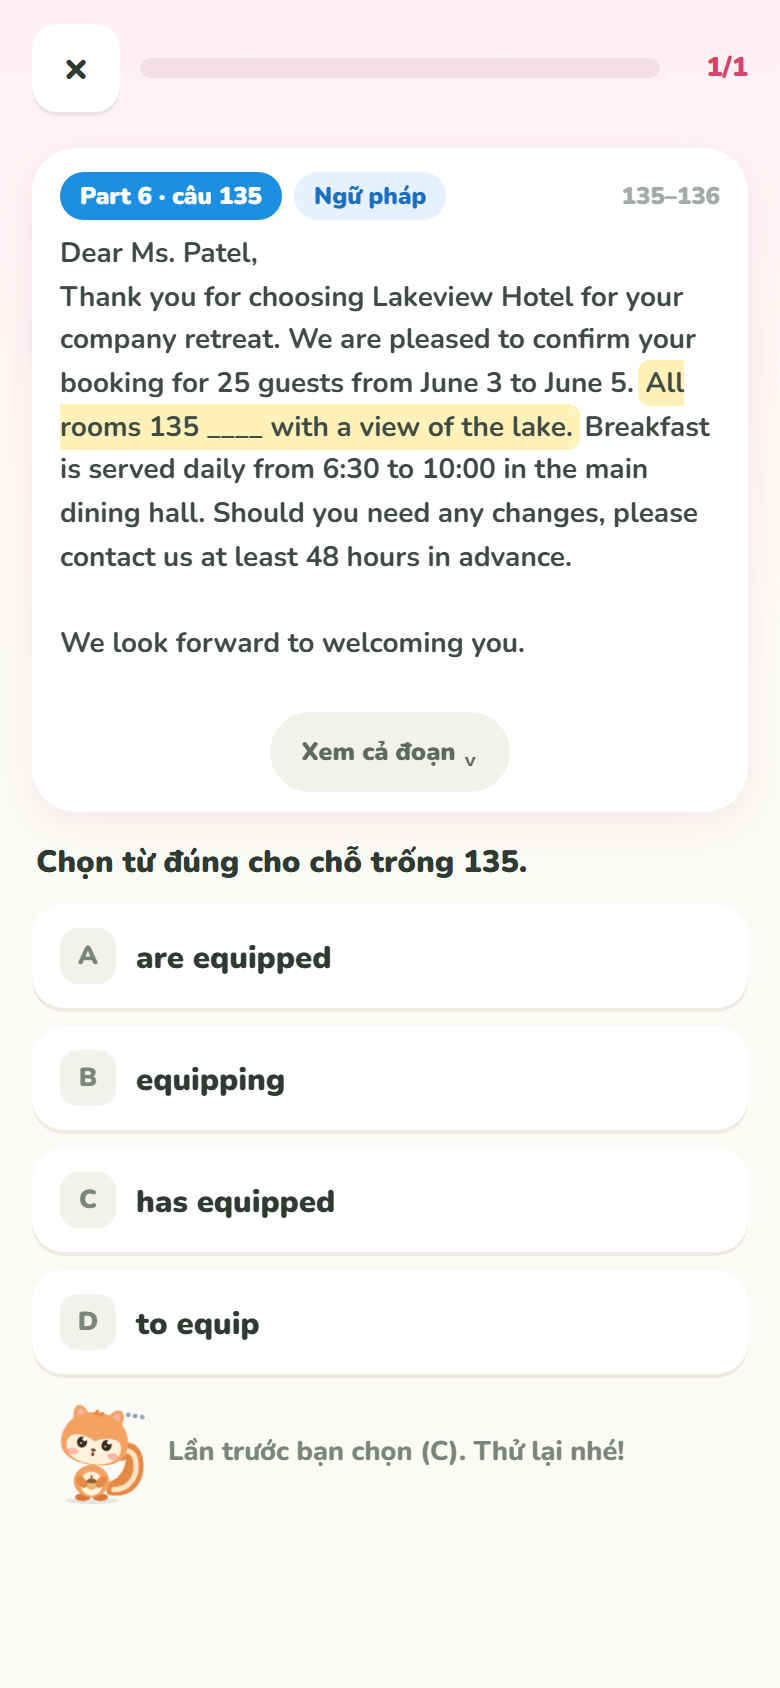 ×
1/1
Part 6 · câu 135
Ngữ pháp
135–136
Dear Ms. Patel,
Thank you for choosing Lakeview Hotel for your
company retreat. We are pleased to confirm your
booking for 25 guests from June 3 to June 5. All
rooms 135 ____ with a view of the lake. Breakfast
is served daily from 6:30 to 10:00 in the main
dining hall. Should you need any changes, please
contact us at least 48 hours in advance.
We look forward to welcoming you.
Xem cả đoạn v
Chọn từ đúng cho chỗ trống 135.
A are equipped
B equipping
C has equipped
D to equip
Lần trước bạn chọn (C). Thử lại nhé!